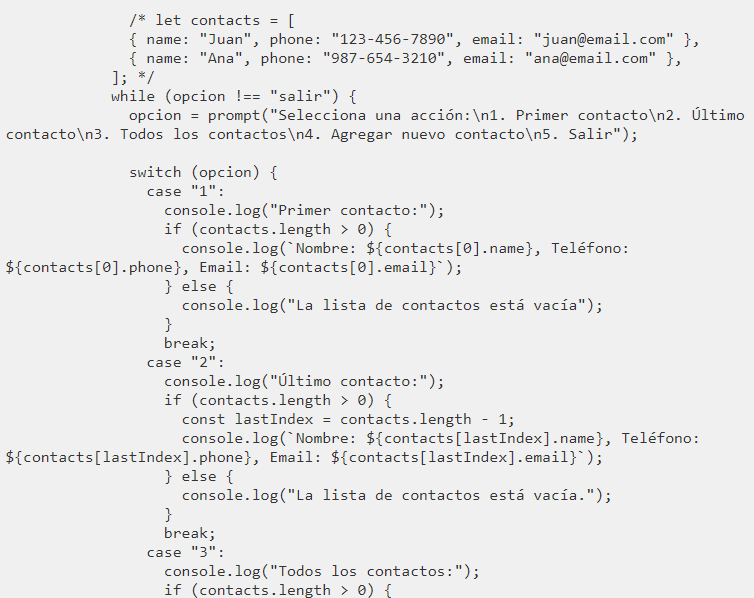 /* let contacts = [
{ name: "Juan", phone: "123-456-7890", email: "juan@email.com" },
{ name: "Ana", phone: "987-654-3210", email: "ana@email.com" },
]; */
while (opcion !== "salir") {
opcion = prompt("Selecciona una acción:\n1. Primer contacto\n2. Último
contacto\n3. Todos los contactos\n4. Agregar nuevo contacto\n5. Salir");
switch (opcion) {
case "1":
console.log("Primer contacto:");
if (contacts.length > 0) {
console.log(`Nombre: ${contacts[0].name}, Teléfono:
${contacts[0].phone}, Email: ${contacts[0].email}`);
} else {
console.log("La lista de contactos está vacía");
}
break;
case "2":
console.log("Último contacto:");
if (contacts.length > 0) {
const lastIndex = contacts.length - 1;
console.log(`Nombre: ${contacts[lastIndex].name}, Teléfono:
${contacts[lastIndex].phone}, Email: ${contacts[lastIndex].email}`);
} else {
console.log("La lista de contactos está vacía.");
}
break;
case "3":
console.log("Todos los contactos:");
if (contacts.length > 0) {